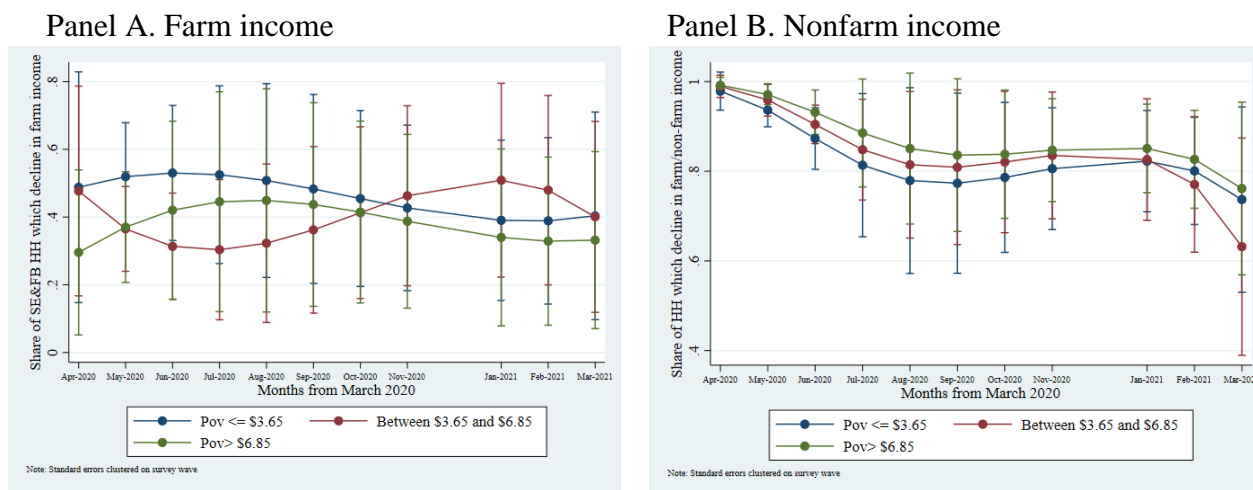 Panel A. Farm income
Share of SE&FB HH which decline in farm income
.8
.6
.4
.2
0
Apr-2020 May-2020 Jun-2020 Jul-2020 Aug-2020 Sep-2020 Oct-2020 Nov-2020 Jan-2021 Feb-2021 Mar-2021
Months from March 2020
Pov <= $3.65 Between $3.65 and $6.85
Pov> $6.85
Note: Standard errors clustered on survey wave
Panel B. Nonfarm income
Share of HH which decline in farm/non-farm income
1
.8
.6
.4
Apr-2020 May-2020 Jun-2020 Jul-2020 Aug-2020 Sep-2020 Oct-2020 Nov-2020 Jan-2021 Feb-2021 Mar-202
Months from March 2020
Pov <= $3.65 Between $3.65 and $6.85
Pov> $6.85
Note: Standard errors clustered on survey wave